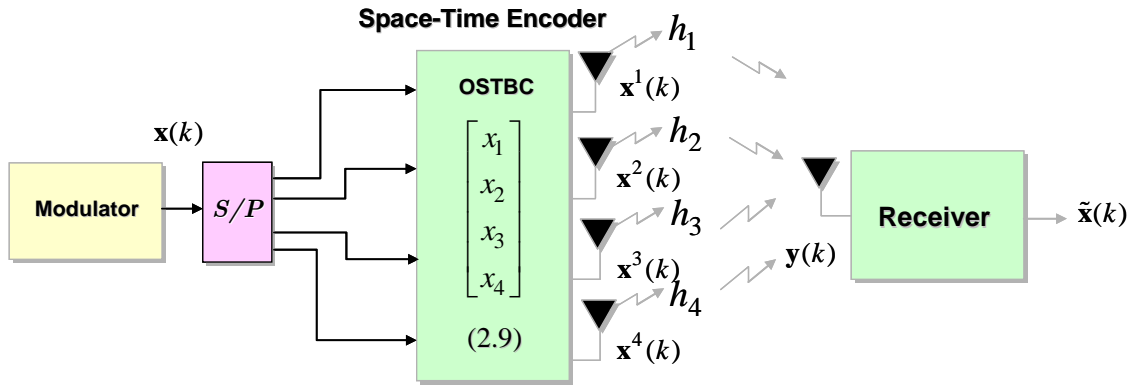 Space-Time Encoder
Modulator
x(k)
S/P
OSTBC
x₁
x₂
x₃
x₄
(2.9)
x¹(k)
x²(k)
x³(k)
x⁴(k)
h₁
h₂
h₃
h₄
y(k)
Receiver
x̃(k)